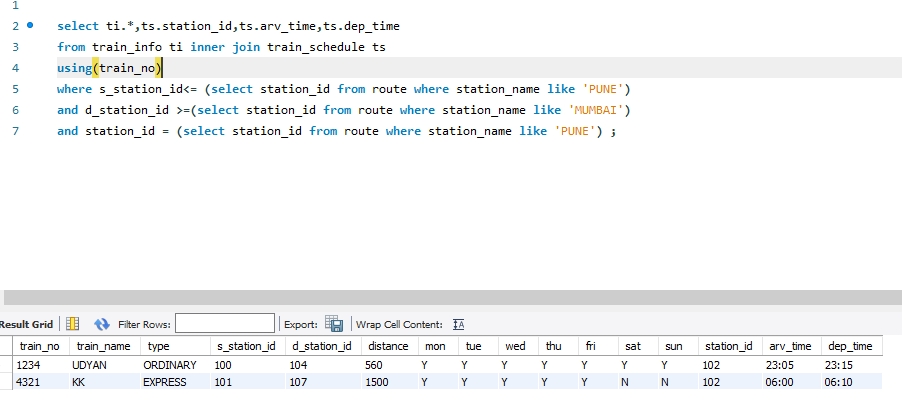 1
2 select ti.*,ts.station_id,ts.arv_time,ts.dep_time
3 from train_info ti inner join train_schedule ts
4 using(train_no)
5 where s_station_id<= (select station_id from route where station_name like 'PUNE')
6 and d_station_id >=(select station_id from route where station_name like 'MUMBAI')
7 and station_id = (select station_id from route where station_name like 'PUNE') ;
Result Grid Filter Rows: Export: Wrap Cell Content: IA
train_no train_name type s_station_id d_station_id distance mon tue wed thu fri sat sun station_id arv_time dep_time
1234 UDYAN ORDINARY 100 104 560 Y Y Y Y Y Y Y 102 23:05 23:15
4321 KK EXPRESS 101 107 1500 Y Y Y Y Y N N 102 06:00 06:10